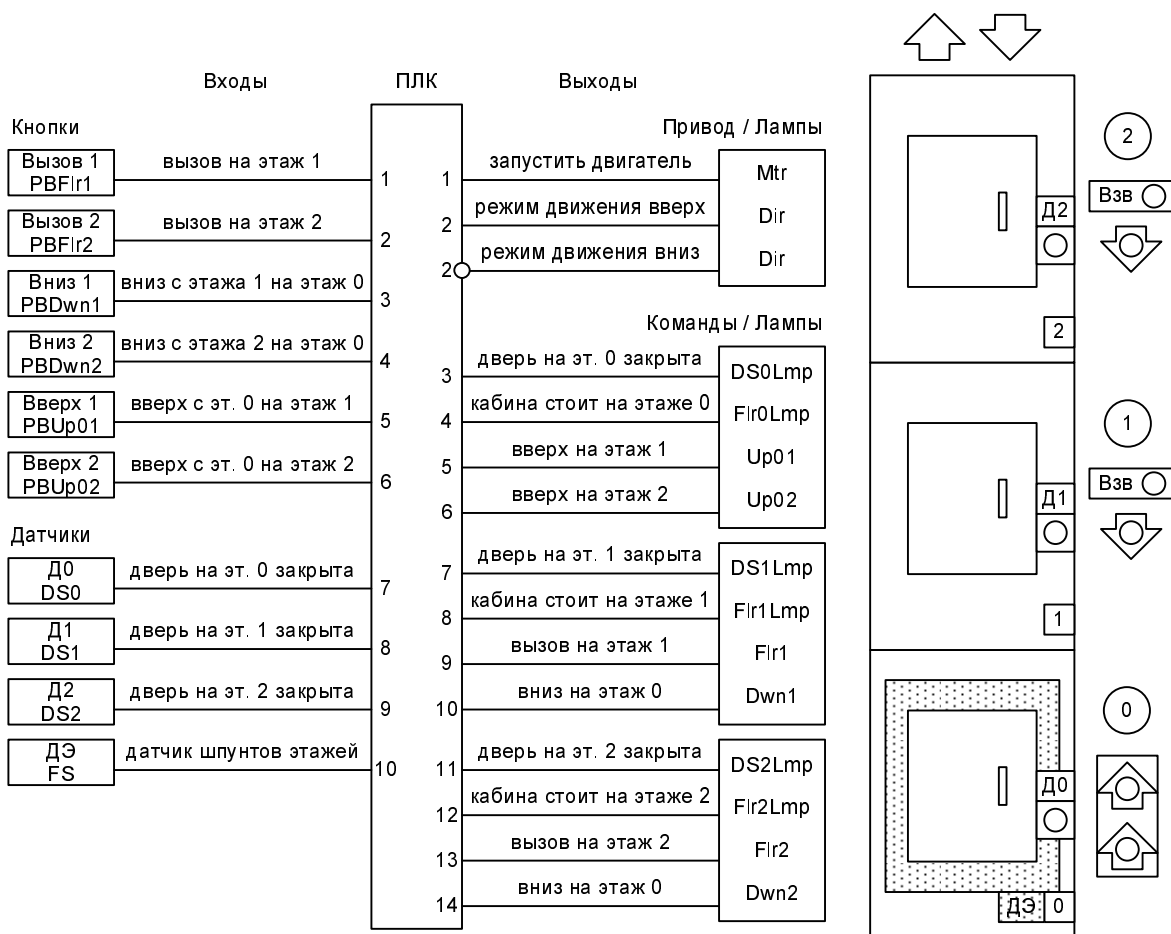 Входы
ПЛК
Выходы
Кнопки
Привод / Лампы
Вызов 1
PBFlr1
вызов на этаж 1
1
Вызов 2
PBFlr2
вызов на этаж 2
2
Вниз 1
PBDwn1
вниз с этажа 1 на этаж 0
3
Вниз 2
PBDwn2
вниз с этажа 2 на этаж 0
4
Вверх 1
PBUp01
вверх с эт. 0 на этаж 1
5
Вверх 2
PBUp02
вверх с эт. 0 на этаж 2
6
Датчики
Д0
DS0
дверь на эт. 0 закрыта
7
Д1
DS1
дверь на эт. 1 закрыта
8
Д2
DS2
дверь на эт. 2 закрыта
9
ДЭ
FS
датчик шпунтов этажей
10
1
запустить двигатель
Mtr
2
режим движения вверх
Dir
2
режим движения вниз
Dir
Команды / Лампы
3
дверь на эт. 0 закрыта
DS0Lmp
4
кабина стоит на этаже 0
Flr0Lmp
5
вверх на этаж 1
Up01
6
вверх на этаж 2
Up02
7
дверь на эт. 1 закрыта
DS1Lmp
8
кабина стоит на этаже 1
Flr1Lmp
9
вызов на этаж 1
Flr1
10
вниз на этаж 0
Dwn1
11
дверь на эт. 2 закрыта
DS2Lmp
12
кабина стоит на этаже 2
Flr2Lmp
13
вызов на этаж 2
Flr2
14
вниз на этаж 0
Dwn2
2
Взв
Д2
2
1
Взв
Д1
1
0
Д0
ДЭ
0